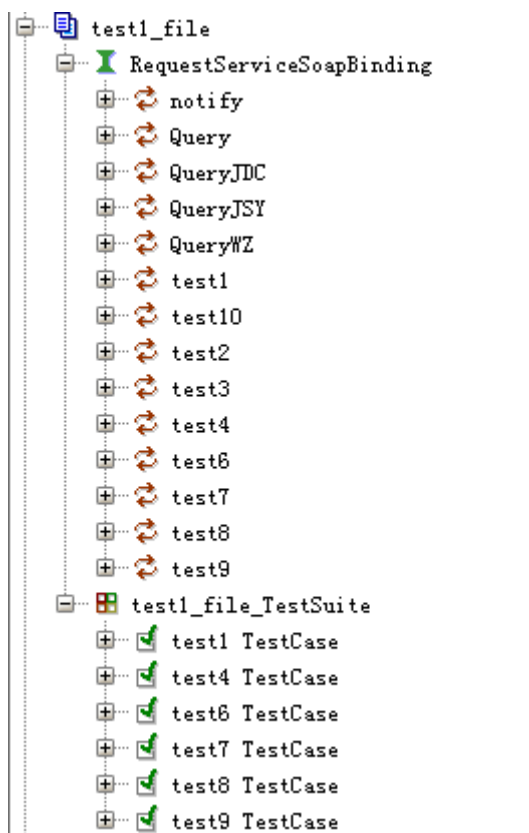 test1_file
RequestServiceSoapBinding
notify
Query
QueryJDC
QueryJSY
QueryWZ
test1
test10
test2
test3
test4
test6
test7
test8
test9
test1_file_TestSuite
test1 TestCase
test4 TestCase
test6 TestCase
test7 TestCase
test8 TestCase
test9 TestCase